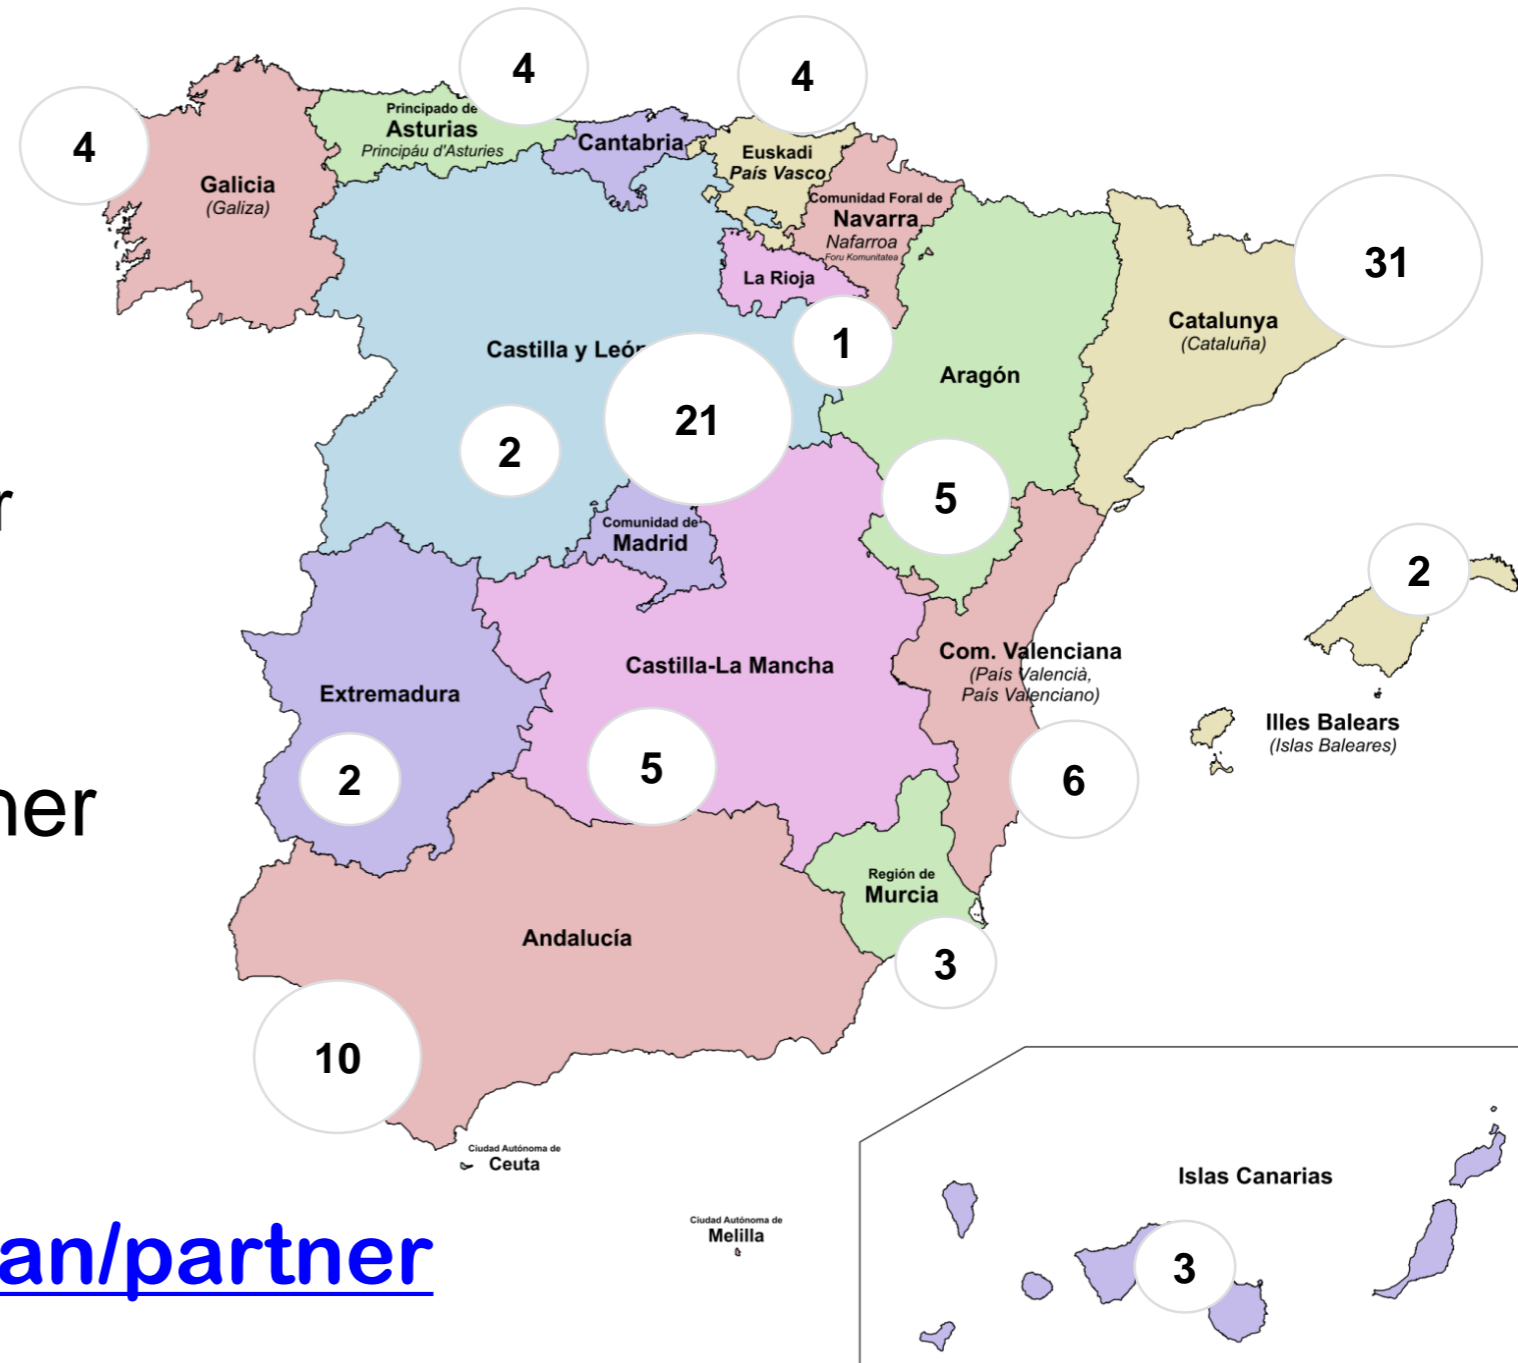 4
4
4
Principado de
Asturias
Principáu d'Asturies
Cantabria
Euskadi
País Vasco
Galicia
(Galiza)
Comunidad Foral de
Navarra
Nafarroa
Foru Komunitatea
La Rioja
31
Catalunya
(Cataluña)
1
Castilla y León
Aragón
21
2
5
r
Comunidad de
Madrid
2
Com. Valenciana
(País Valencià,
País Valenciano)
Castilla-La Mancha
Extremadura
Illes Balears
(Islas Baleares)
2
5
6
ner
Región de
Murcia
Andalucía
3
10
Ciudad Autónoma de
Ceuta
Islas Canarias
Ciudad Autónoma de
Melilla
an/partner
3